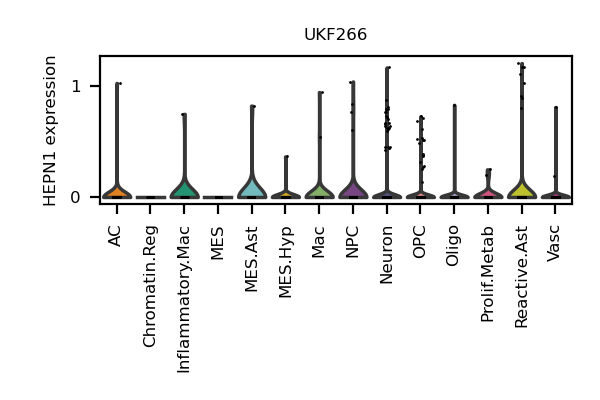 UKF266
HEPN1 expression
1
0
AC
Chromatin.Reg
Inflammatory.Mac
MES
MES.Ast
MES.Hyp
Mac
NPC
Neuron
OPC
Oligo
Prolif.Metab
Reactive.Ast
Vasc